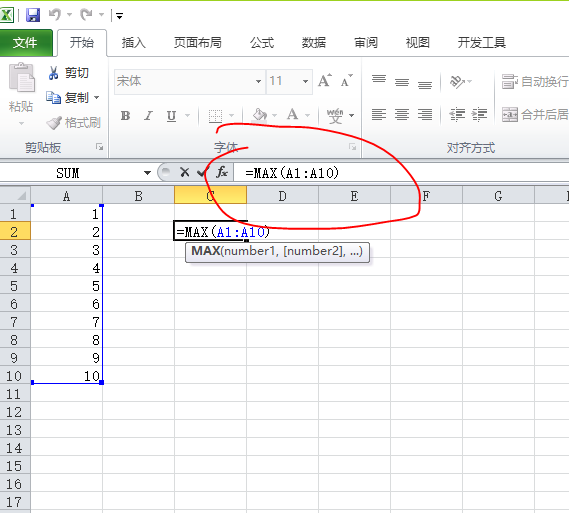 文件 开始 插入 页面布局 公式 数据 审阅 视图 开发工具
剪切
宋体 11 A A 自动换行
粘贴 复制
格式刷 B I U A wén 文 合并后居
剪贴板 字体 对齐方式
SUM fx =MAX(A1:A10)
A B C D E F G
1 1
2 2 =MAX(A1:A10)
3 3 MAX(number1, [number2], ...)
4 4
5 5
6 6
7 7
8 8
9 9
10 10
11
12
13
14
15
16
17